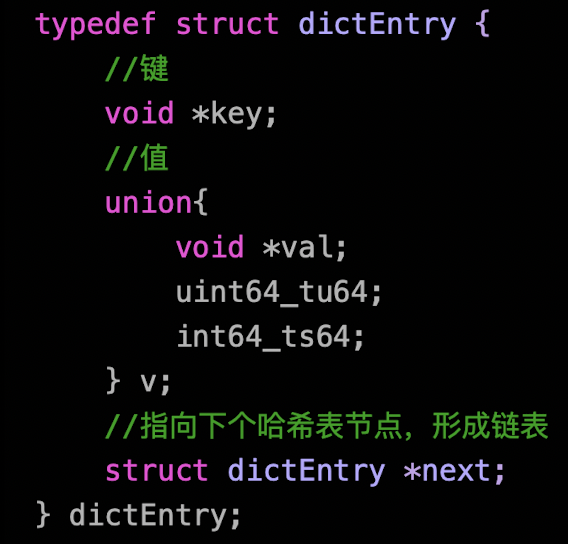 typedef struct dictEntry {
//键
void *key;
//值
union{
void *val;
uint64_tu64;
int64_ts64;
} v;
//指向下个哈希表节点，形成链表
struct dictEntry *next;
} dictEntry;